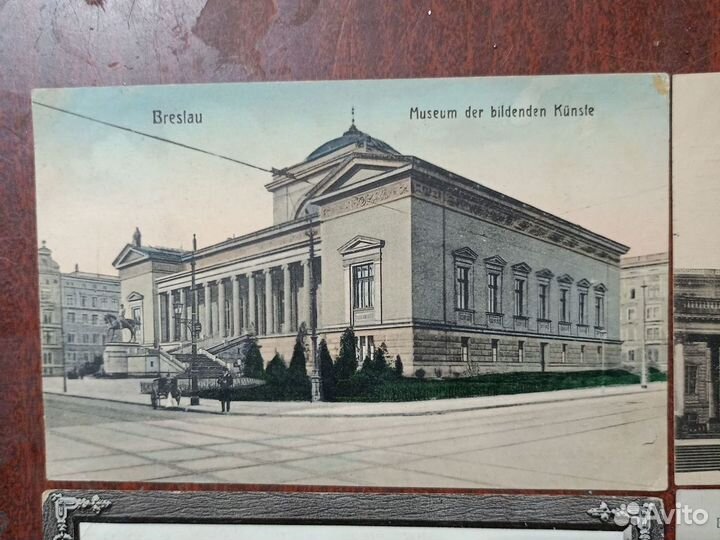 Breslau
Museum der bildenden Künste
Avito